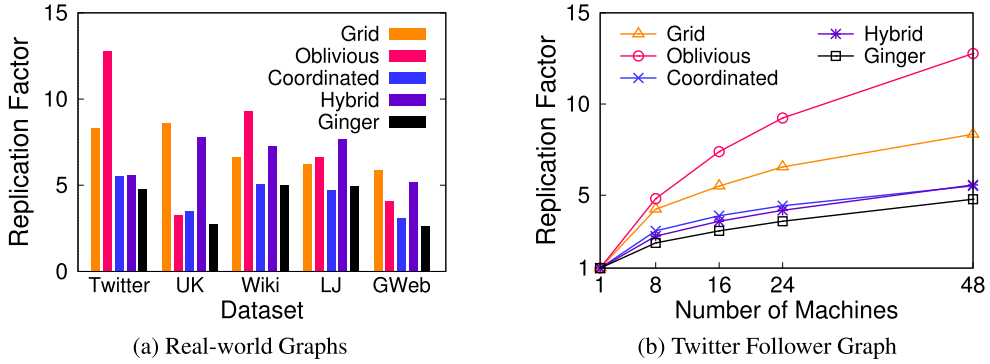 15
10
5
0
Replication Factor
Grid
Oblivious
Coordinated
Hybrid
Ginger
Twitter UK Wiki LJ GWeb
Dataset
(a) Real-world Graphs
15
10
5
1
Replication Factor
Grid Hybrid
Oblivious Ginger
Coordinated
1 8 16 24 48
Number of Machines
(b) Twitter Follower Graph